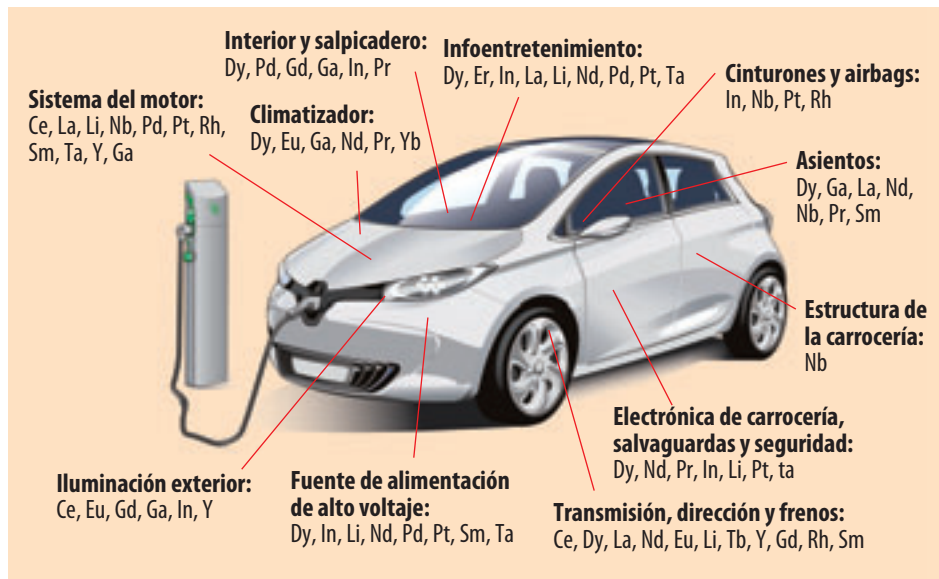 Interior y salpicadero:
Dy, Pd, Gd, Ga, In, Pr
Infoentretenimiento:
Dy, Er, In, La, Li, Nd, Pd, Pt, Ta
Cinturones y airbags:
In, Nb, Pt, Rh
Sistema del motor:
Ce, La, Li, Nb, Pd, Pt, Rh,
Sm, Ta, Y, Ga
Climatizador:
Dy, Eu, Ga, Nd, Pr, Yb
Asientos:
Dy, Ga, La, Nd,
Nb, Pr, Sm
Estructura de
la carrocería:
Nb
Electrónica de carrocería,
salvaguardas y seguridad:
Dy, Nd, Pr, In, Li, Pt, ta
Iluminación exterior:
Ce, Eu, Gd, Ga, In, Y
Fuente de alimentación
de alto voltaje:
Dy, In, Li, Nd, Pd, Pt, Sm, Ta
Transmisión, dirección y frenos:
Ce, Dy, La, Nd, Eu, Li, Tb, Y, Gd, Rh, Sm